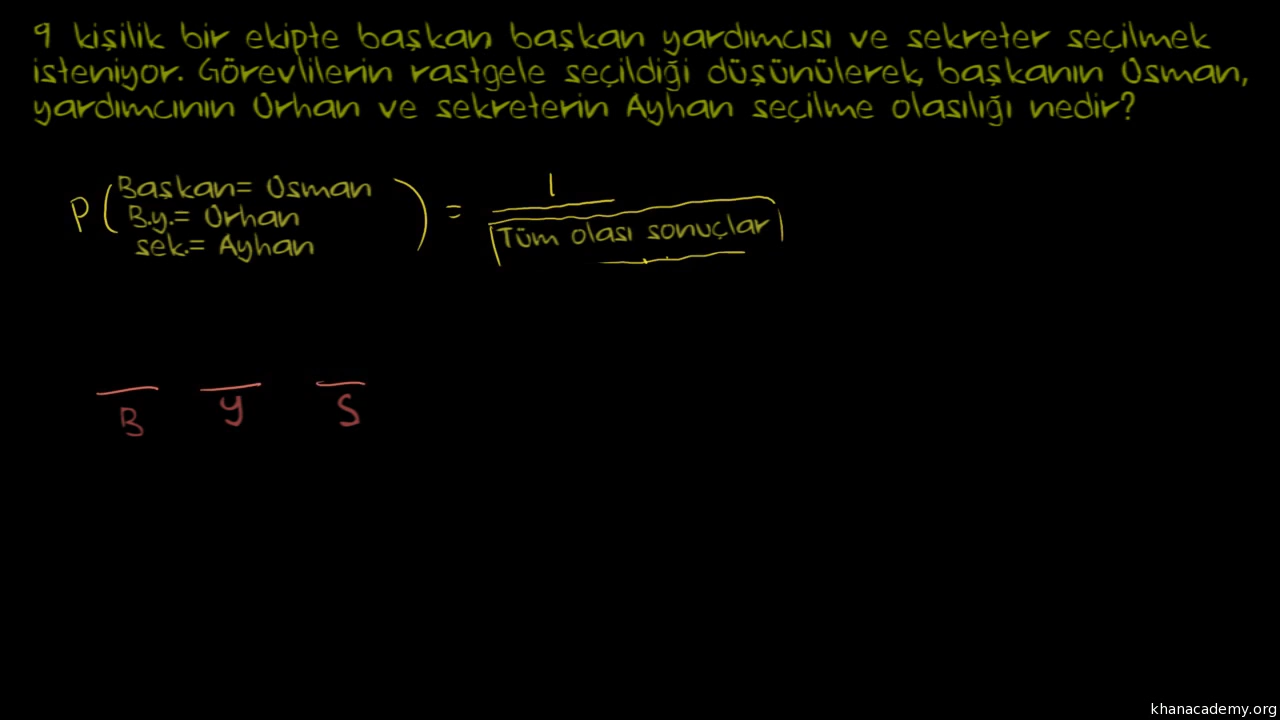 9 kişilik bir ekipte başkan, başkan yardımcısı ve sekreter seçilmek
isteniyor. Görevlilerin rastgele seçildiği düşünülerek, başkanın Osman,
yardımcının Orhan ve sekreterin Ayhan seçilme olasılığı nedir?
P(Başkan= Osman
B.y.= Orhan
sek.= Ayhan) = 1
Tüm olası sonuçlar
B y S
khanacademy.org